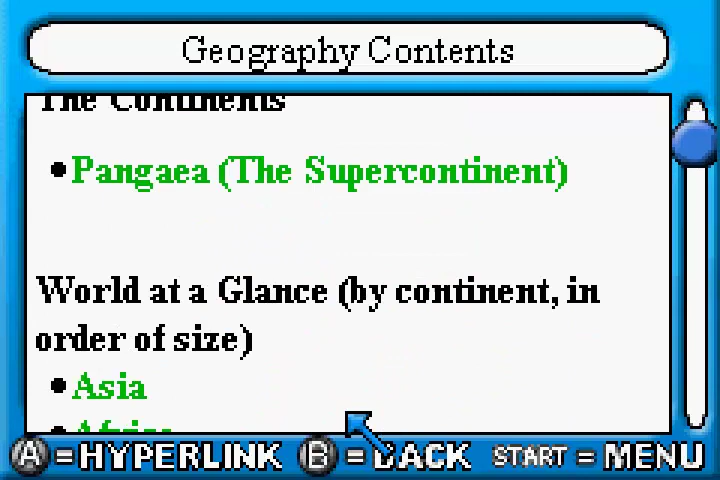 Geography Contents
The Continents
•Pangaea (The Supercontinent)
World at a Glance (by continent, in
order of size)
•Asia
•Africa
A=HYPERLINK B=BACK START=MENU